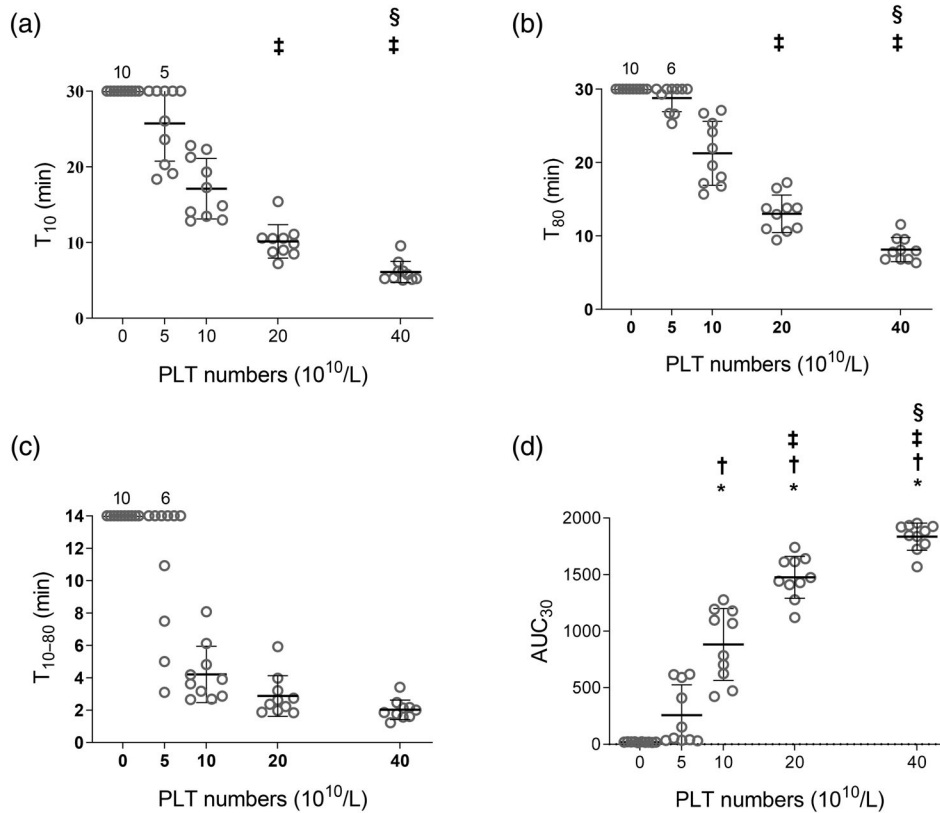 (a)
§
‡ ‡
10 5
30
20
10
0
T10 (min)
0 5 10 20 40
PLT numbers (10^10/L)
(b)
§
‡ ‡
10 6
30
20
10
0
T80 (min)
0 5 10 20 40
PLT numbers (10^10/L)
(c)
10 6
14
12
10
8
6
4
2
0
T10–80 (min)
0 5 10 20 40
PLT numbers (10^10/L)
(d)
§
‡ ‡
† † †
* * *
2000
1500
1000
500
0
AUC30
0 5 10 20 40
PLT numbers (10^10/L)